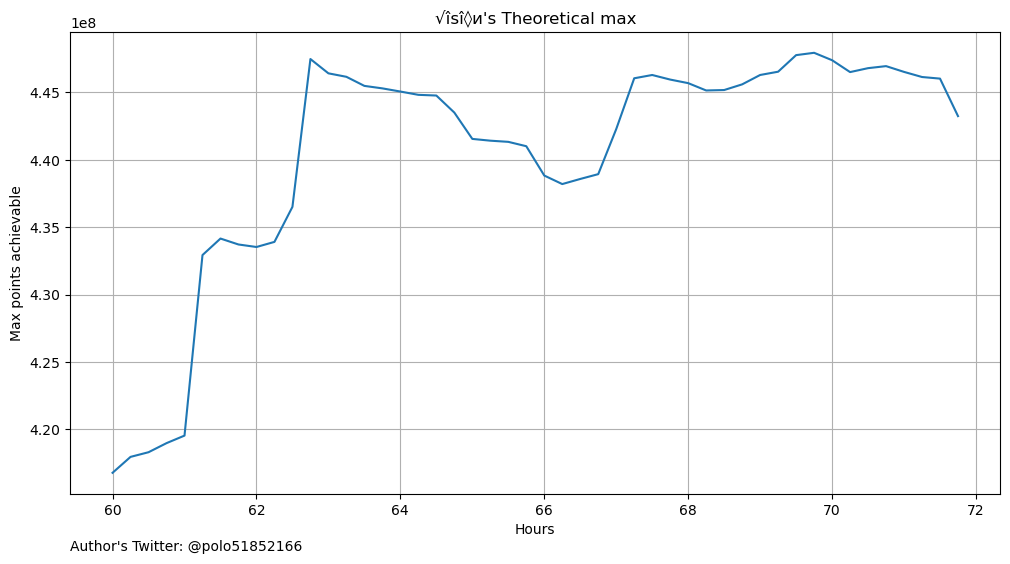 √îsî◊и's Theoretical max
1e8
Max points achievable
4.45
4.40
4.35
4.30
4.25
4.20
60 62 64 66 68 70 72
Hours
Author's Twitter: @polo51852166